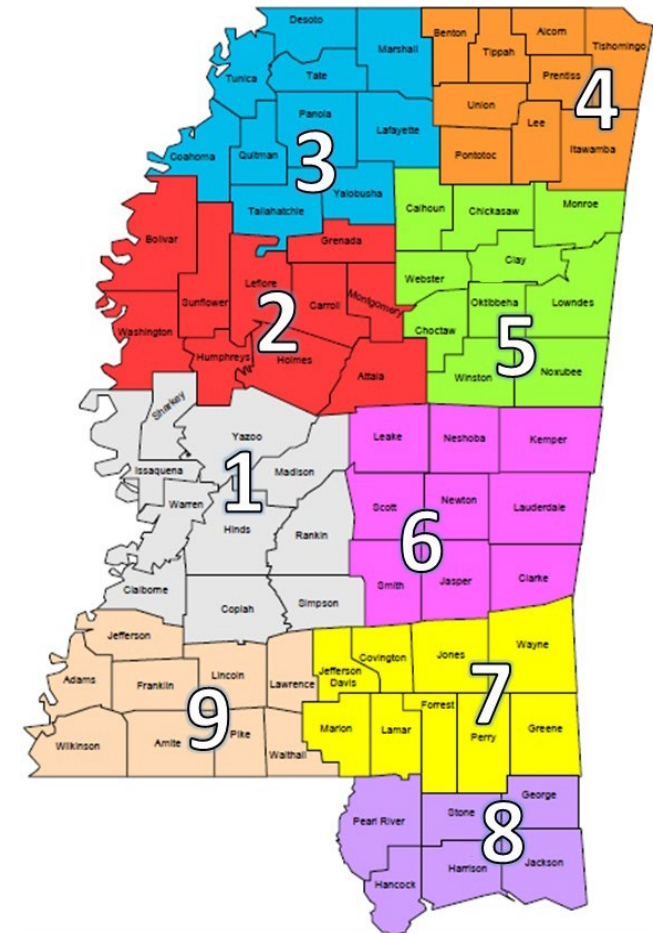 Desoto
Marshall
Benton
Tippah
Alcorn
Tishomingo
Tunica
Tate
Prentiss
4
Panola
Union
Lee
Lafayette
Coahoma
Quitman
3
Pontotoc
Itawamba
Yalobusha
Tallahatchie
Calhoun
Chickasaw
Monroe
Bolivar
Grenada
Clay
Webster
Leflore
Sunflower
2
Carroll
Montgomery
Oktibbeha
Lowndes
Washington
Choctaw
5
Humphreys
Holmes
Attala
Winston
Noxubee
Sharkey
Yazoo
Leake
Neshoba
Kemper
Issaquena
1
Madison
Warren
Hinds
Rankin
Scott
Newton
Lauderdale
6
Smith
Jasper
Clarke
Claiborne
Copiah
Simpson
Jefferson
Covington
Jones
Wayne
Adams
Franklin
Lincoln
Lawrence
Jefferson
Davis
7
9
Wilkinson
Amite
Pike
Walthall
Marion
Lamar
Forrest
Perry
Greene
George
Pearl River
Stone
8
Hancock
Harrison
Jackson